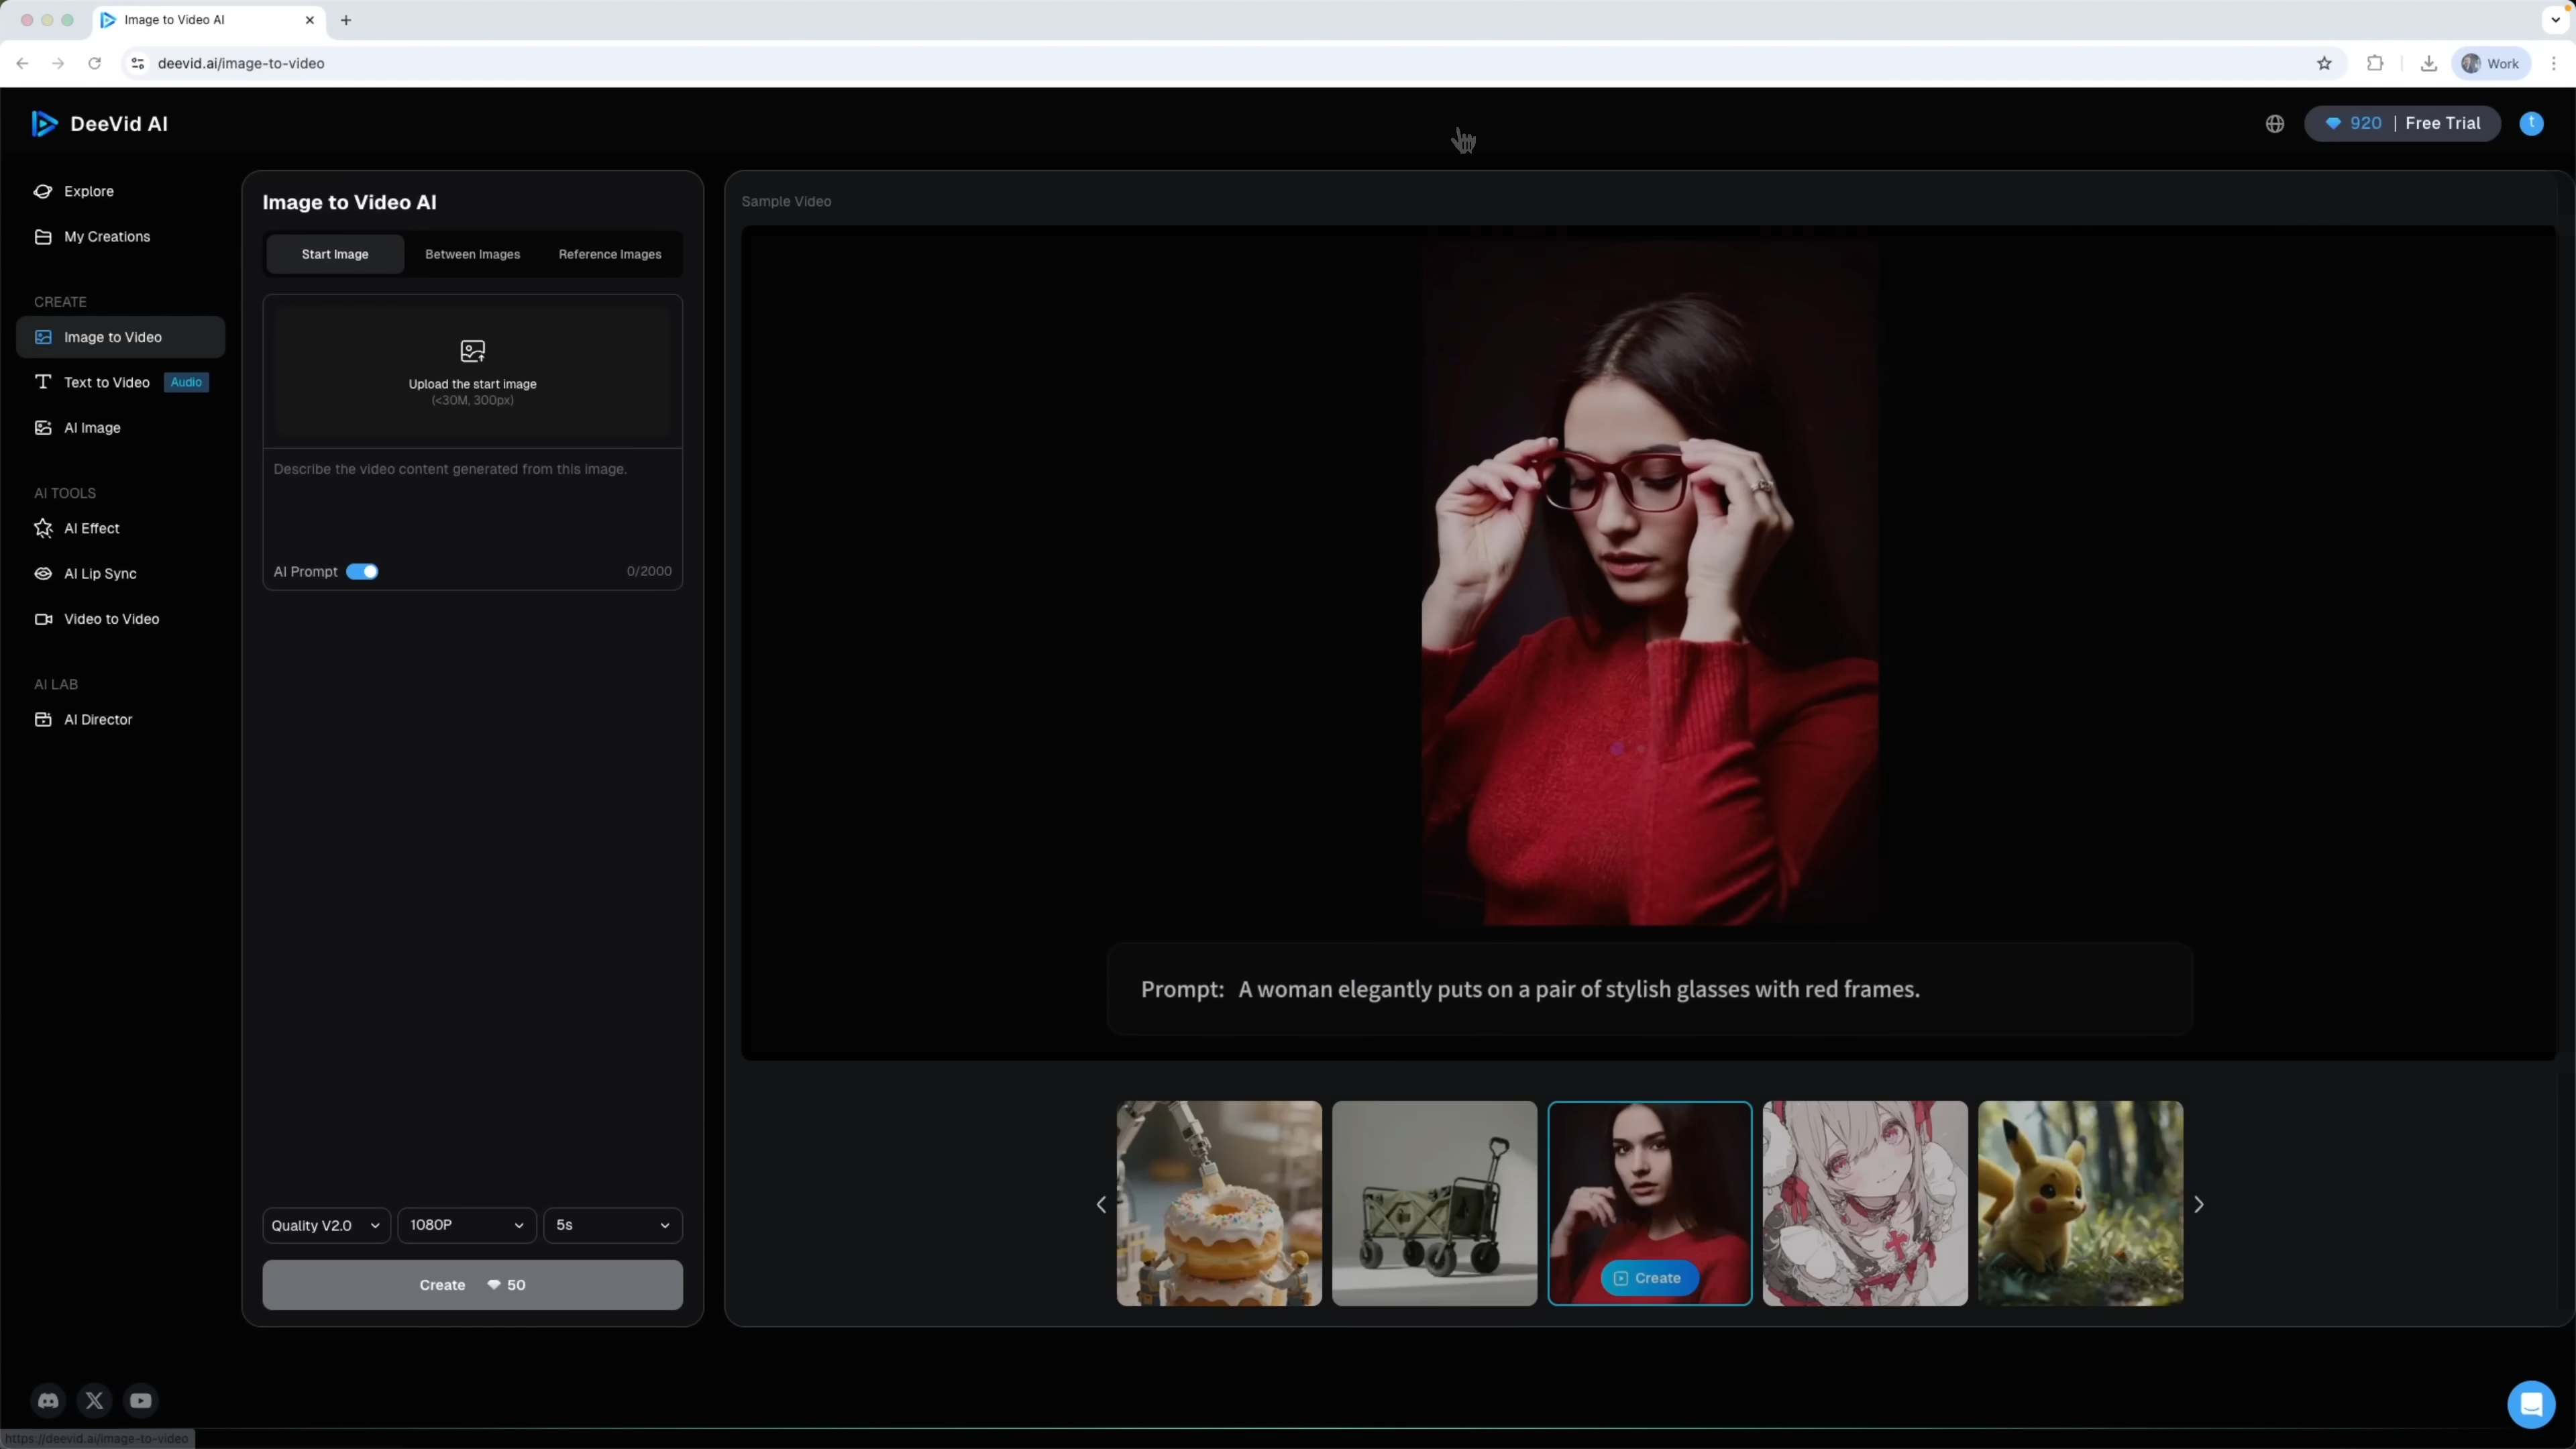 Image to Video AI
deevid.ai/image-to-video
Work
DeeVid AI
920 | Free Trial
t
Explore
My Creations
CREATE
Image to Video
Text to Video Audio
AI Image
AI TOOLS
AI Effect
AI Lip Sync
Video to Video
AI LAB
AI Director
Image to Video AI
Start Image Between Images Reference Images
Upload the start image
(<30M, 300px)
Describe the video content generated from this image.
AI Prompt 0/2000
Quality V2.0 1080P 5s
Create 50
Sample Video
Prompt: A woman elegantly puts on a pair of stylish glasses with red frames.
Create
https://deevid.ai/image-to-video